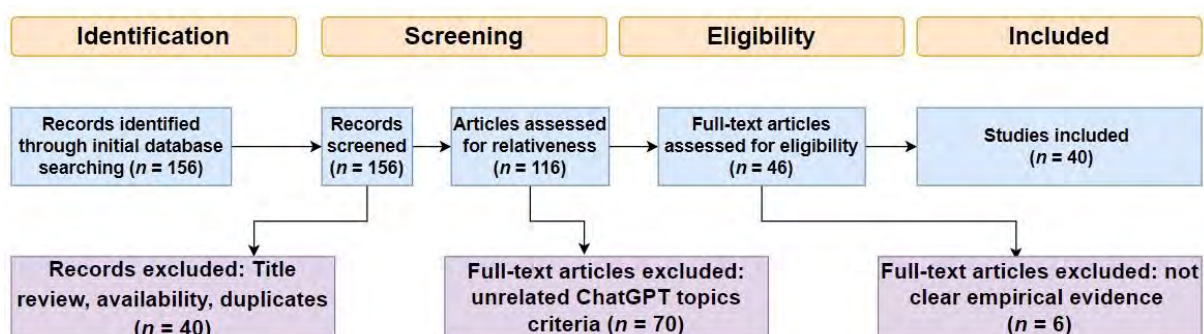 Identification
Screening
Eligibility
Included
Records identified
through initial database
searching (n = 156)
Records
screened
(n = 156)
Articles assessed
for relativeness
(n = 116)
Full-text articles
assessed for eligibility
(n = 46)
Studies included
(n = 40)
Records excluded: Title
review, availability, duplicates
(n = 40)
Full-text articles excluded:
unrelated ChatGPT topics
criteria (n = 70)
Full-text articles excluded: not
clear empirical evidence
(n = 6)